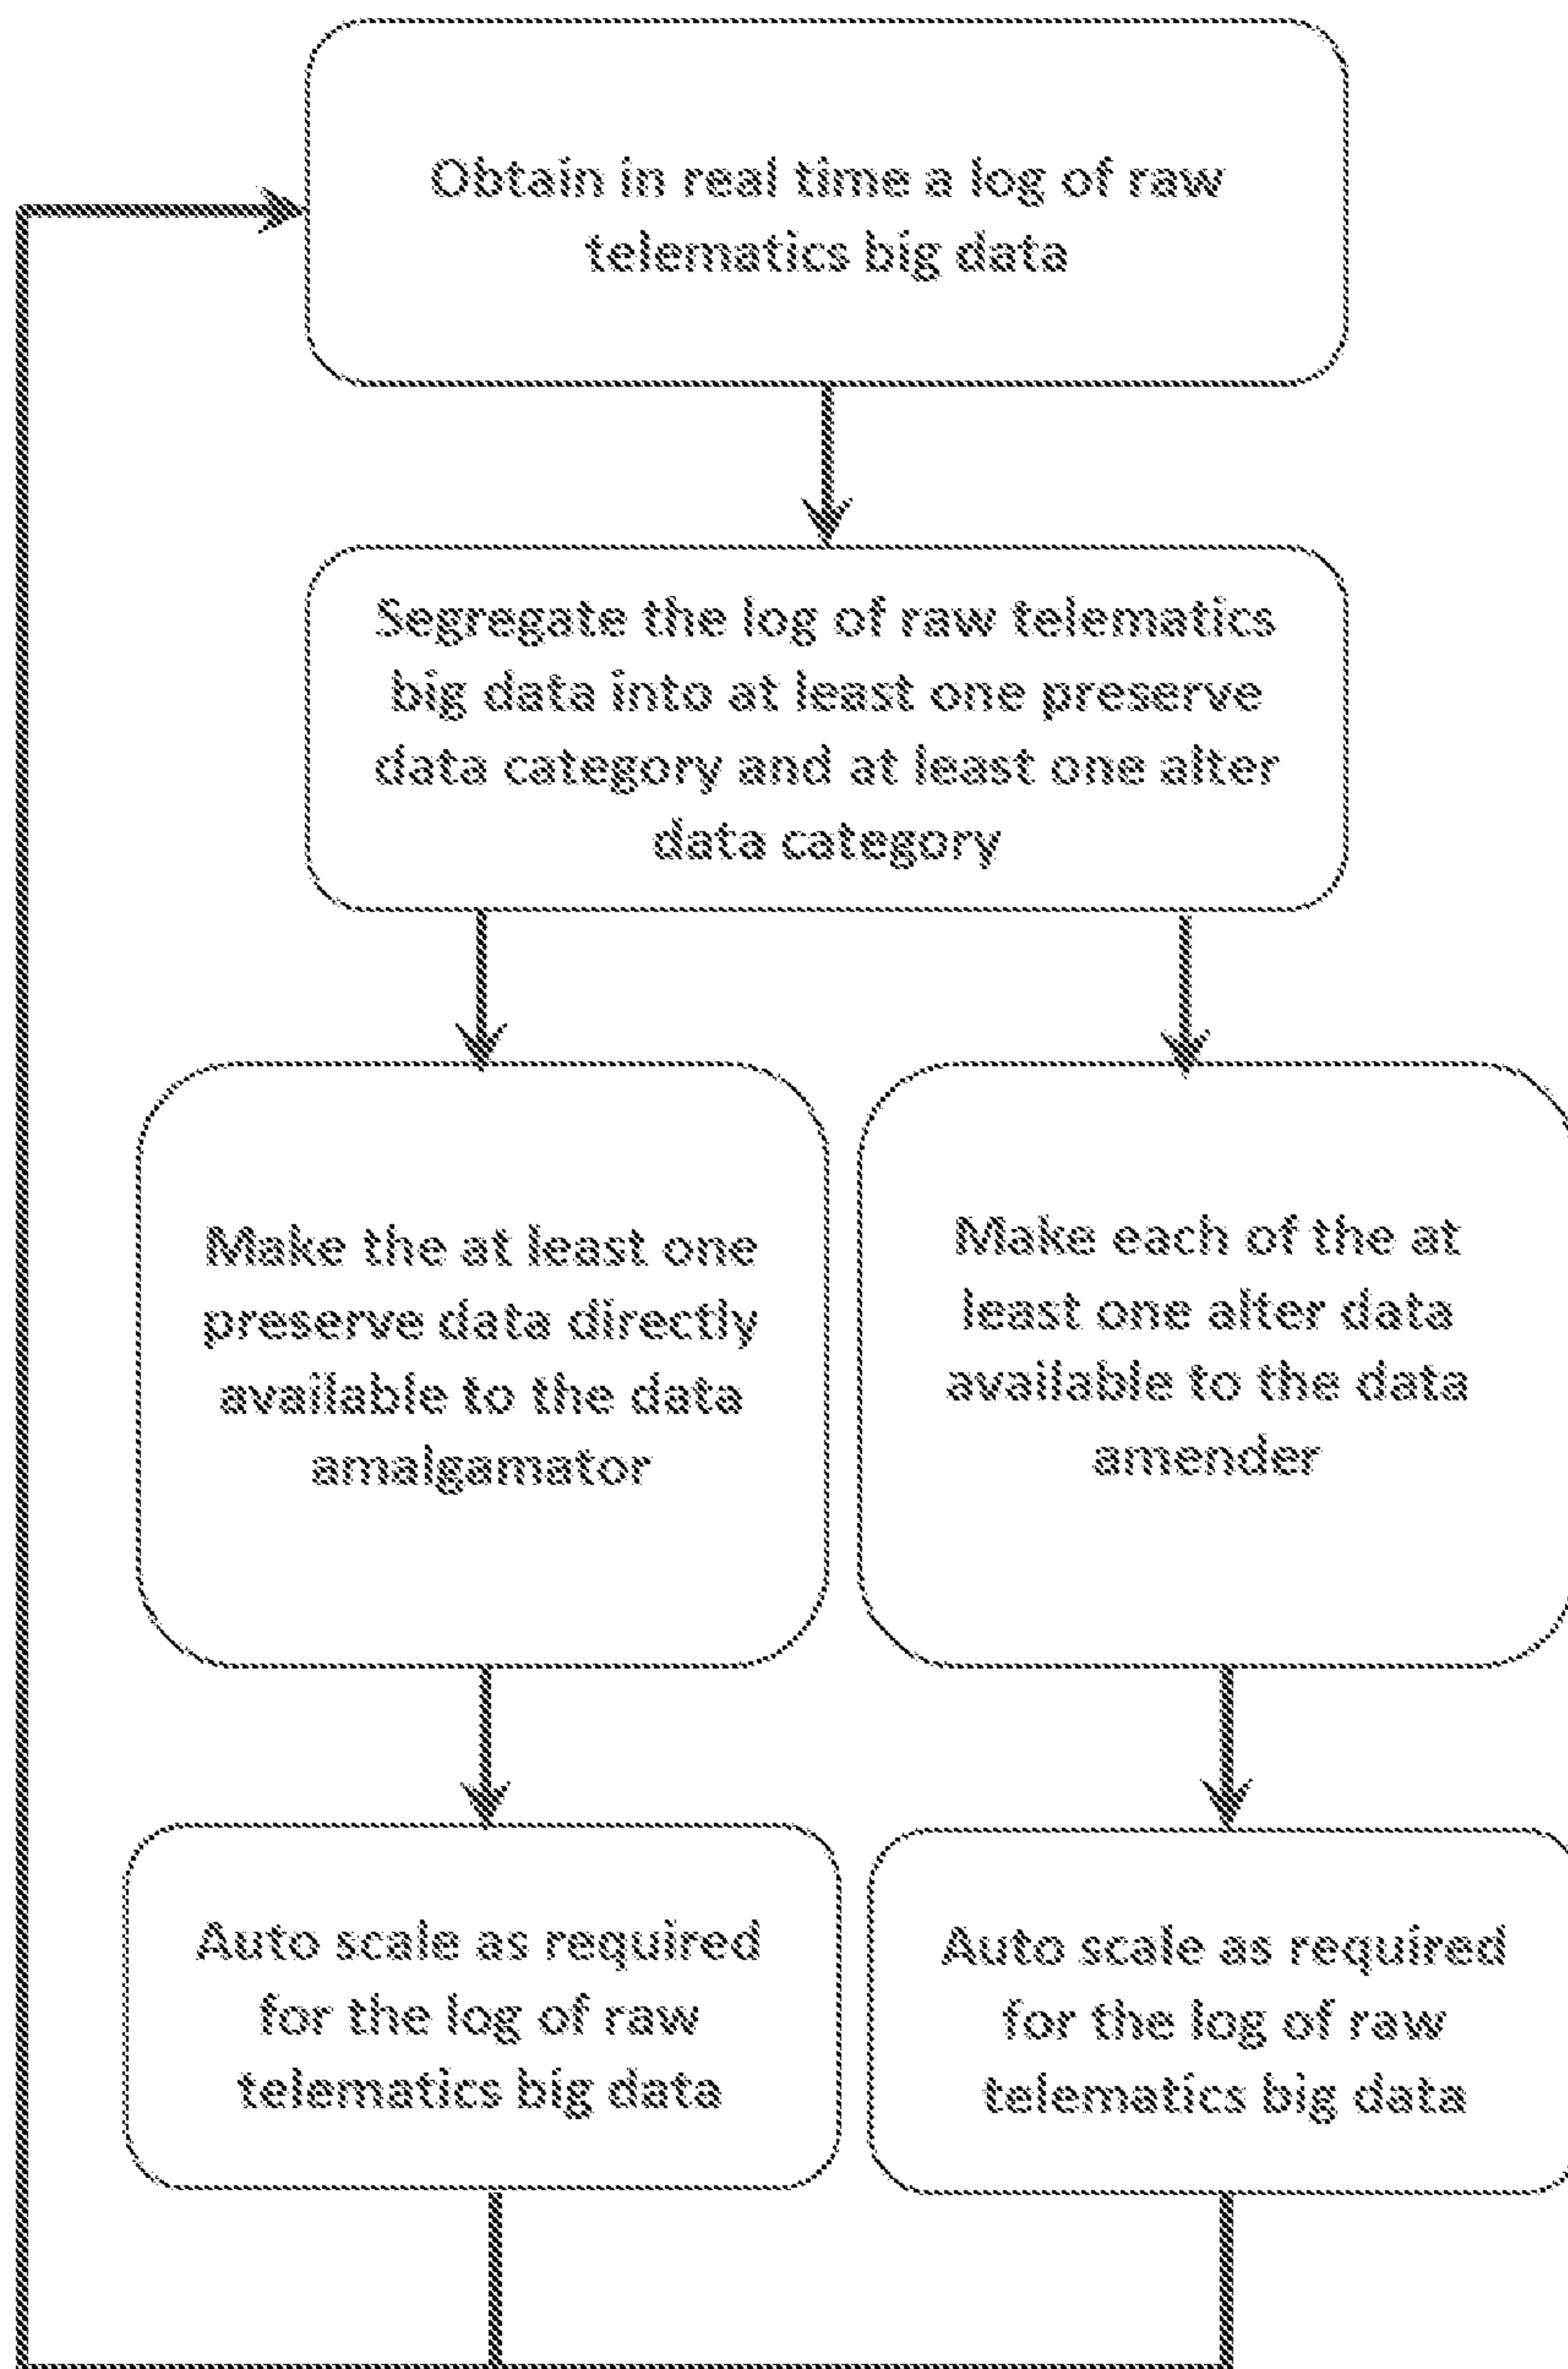 Obtain in real time a log of raw
telematics big data
Segregate the log of raw telematics
big data into at least one preserve
data category and at least one alter
data category
Make the at least one
preserve data directly
available to the data
amalgamator
Make each of the at
least one alter data
available to the data
amender
Auto scale as required
for the log of raw
telematics big data
Auto scale as required
for the log of raw
telematics big data